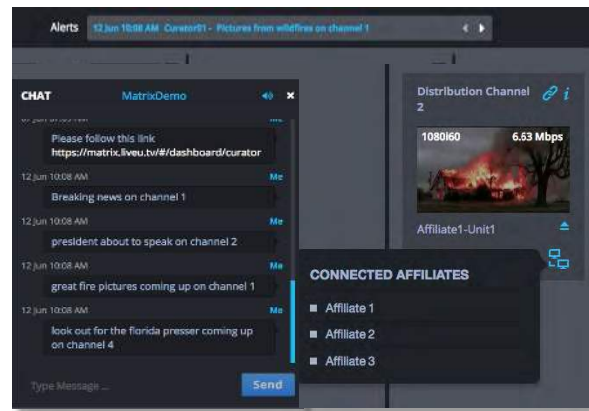 Alerts 12 Jun 10:08 AM Curator01 - Pictures from wildfires on channel 1
CHAT MatrixDemo
Me
Please follow this link
https://matrix.liveu.tv/#/dashboard/curator
12 Jun 10:08 AM Me
Breaking news on channel 1
12 Jun 10:08 AM Me
president about to speak on channel 2
12 Jun 10:08 AM Me
great fire pictures coming up on channel 1
12 Jun 10:08 AM Me
look out for the florida presser coming up
on channel 4
Type Message ... Send
Distribution Channel
2
1080i60 6.63 Mbps
Affiliate1-Unit1
CONNECTED AFFILIATES
Affiliate 1
Affiliate 2
Affiliate 3